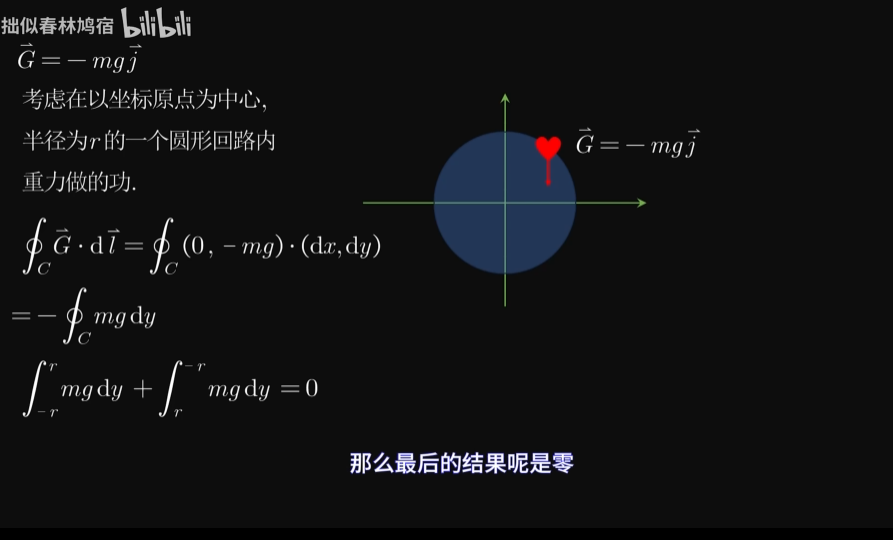 拙似春林鸠宿 bilibili
$\vec{G}=-mg\vec{j}$
考虑在以坐标原点为中心,
半径为r的一个圆形回路内
重力做的功.
$\oint_C \vec{G}\cdot \mathrm{d}\vec{l}=\oint_C (0,-mg)\cdot(\mathrm{d}x,\mathrm{d}y)$
$=-\oint_C mg\,\mathrm{d}y$
$\int_{-r}^{r} mg\,\mathrm{d}y+\int_{r}^{-r} mg\,\mathrm{d}y=0$
$\vec{G}=-mg\vec{j}$
那么最后的结果呢是零